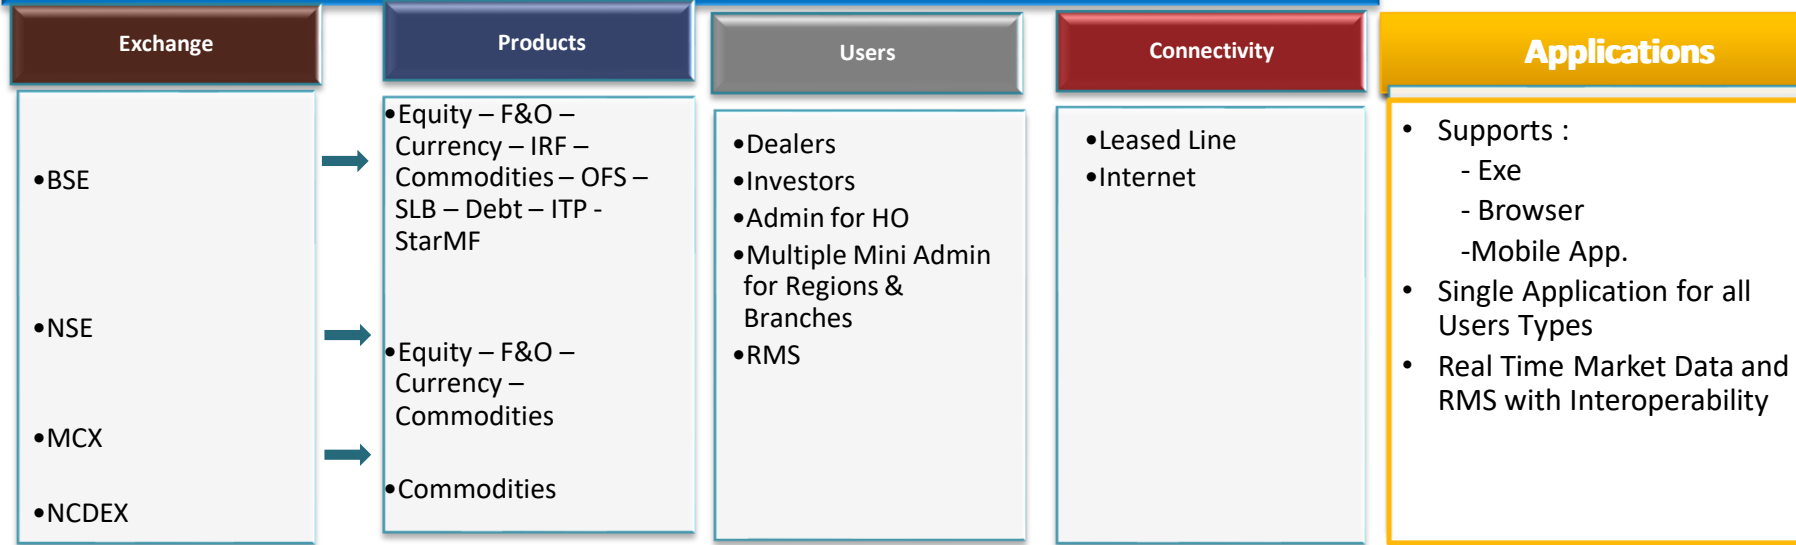 Exchange
•BSE
•NSE
•MCX
•NCDEX
Products
•Equity – F&O –
Currency – IRF –
Commodities – OFS –
SLB – Debt – ITP -
StarMF
•Equity – F&O –
Currency –
Commodities
•Commodities
Users
•Dealers
•Investors
•Admin for HO
•Multiple Mini Admin
for Regions &
Branches
•RMS
Connectivity
•Leased Line
•Internet
Applications
• Supports :
- Exe
- Browser
-Mobile App.
• Single Application for all
Users Types
• Real Time Market Data and
RMS with Interoperability